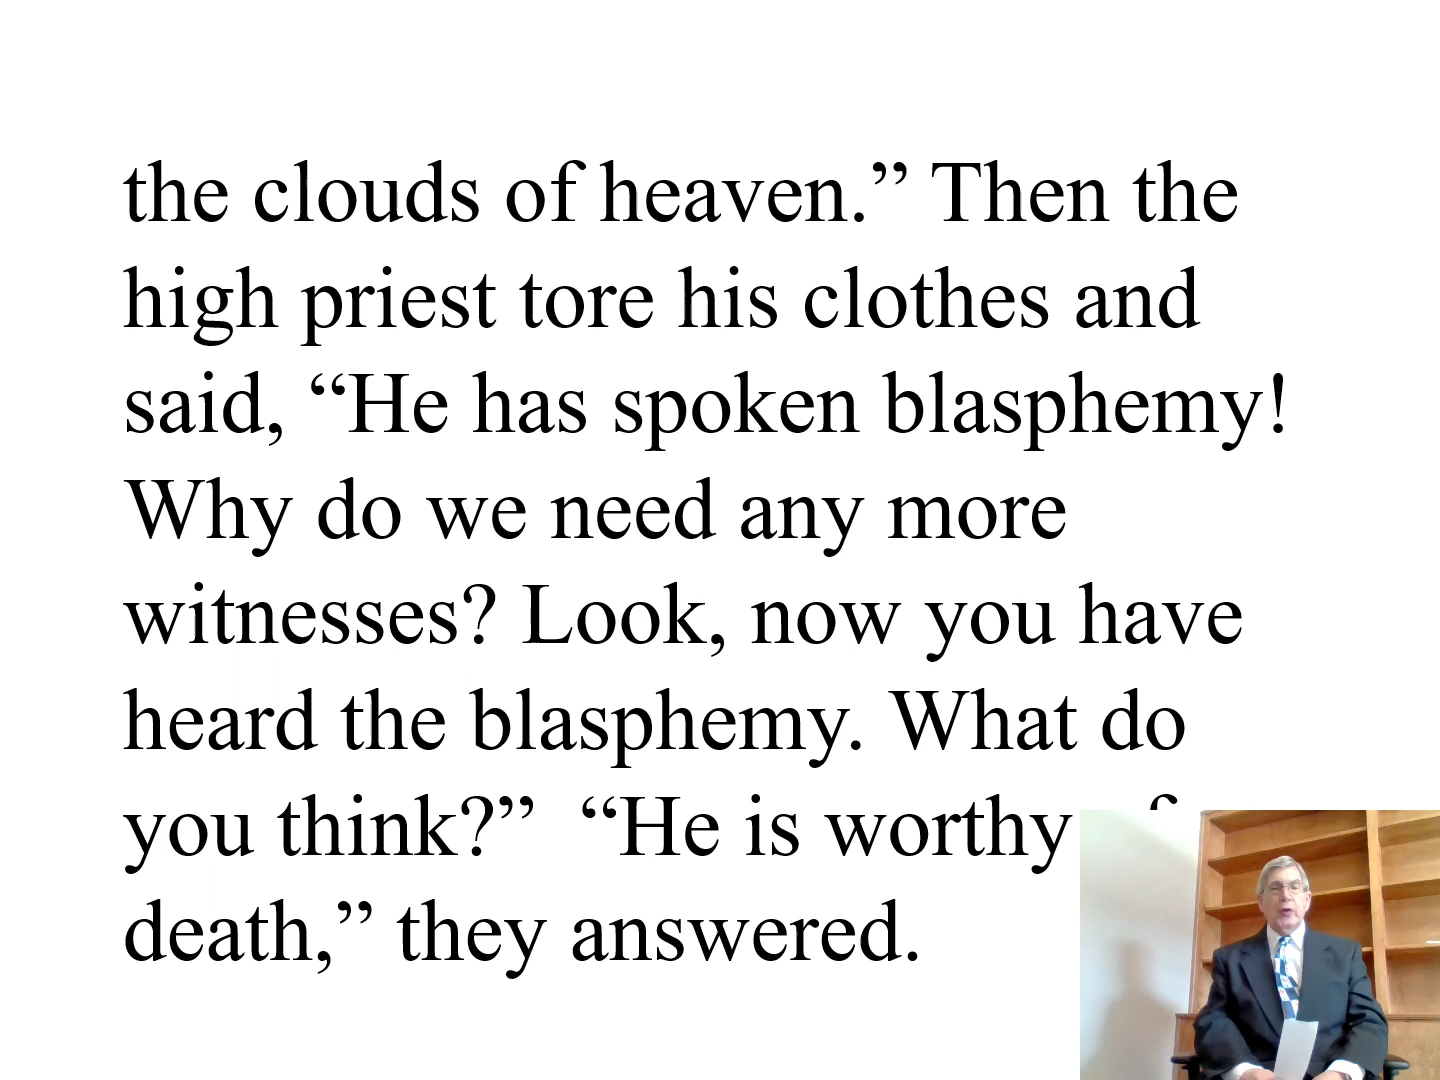 the clouds of heaven.” Then the
high priest tore his clothes and
said, “He has spoken blasphemy!
Why do we need any more
witnesses? Look, now you have
heard the blasphemy. What do
you think?”  “He is worthy
death,” they answered.